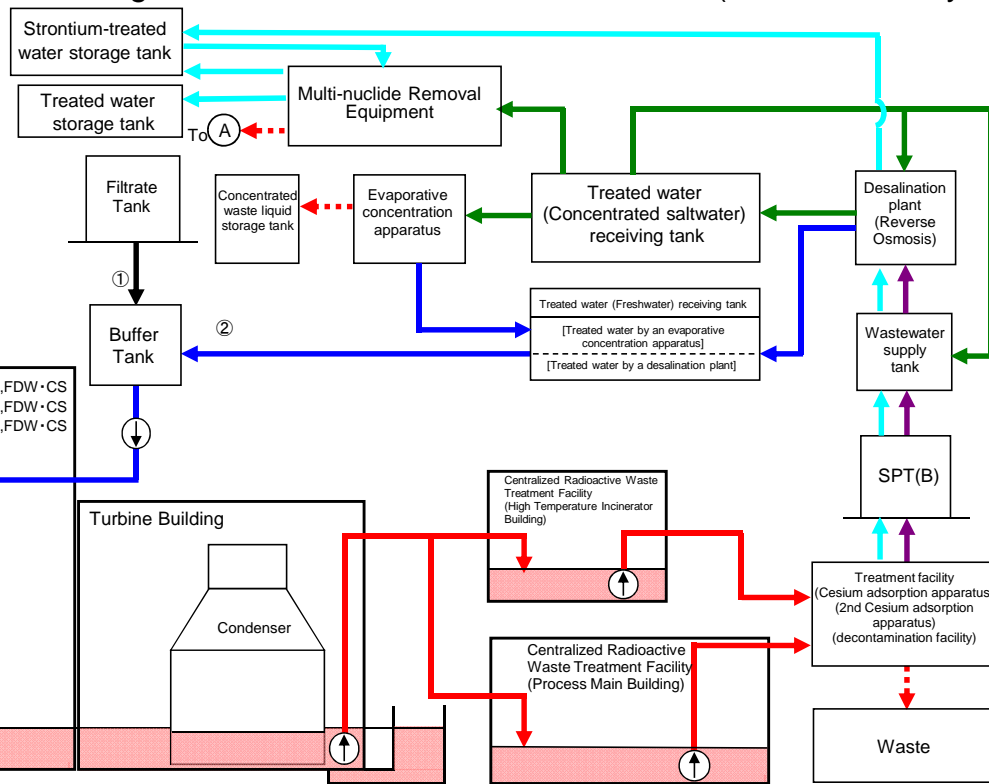 Strontium-treated
water storage tank
Treated water
storage tank
To A
Multi-nuclide Removal
Equipment
Filtrate
Tank
Concentrated
waste liquid
storage tank
Evaporative
concentration
apparatus
Treated water
(Concentrated saltwater)
receiving tank
Desalination
plant
(Reverse
Osmosis)
①
Buffer
Tank
②
Treated water (Freshwater) receiving tank
[Treated water by an evaporative
concentration apparatus]
[Treated water by a desalination plant]
Wastewater
supply
tank
,FDW・CS
,FDW・CS
,FDW・CS
SPT(B)
Turbine Building
Condenser
Centralized Radioactive Waste
Treatment Facility
(High Temperature Incinerator
Building)
Centralized Radioactive
Waste Treatment Facility
(Process Main Building)
Treatment facility
(Cesium adsorption apparatus
(2nd Cesium adsorption
apparatus)
(decontamination facility)
Waste